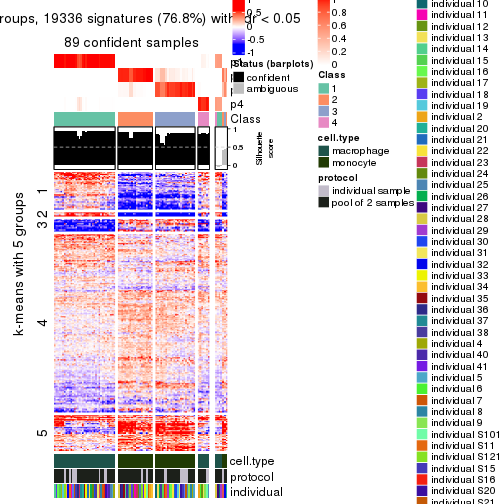 roups, 19336 signatures (76.8%) with
r < 0.05
89 confident samples
p4
Class
1
0.5
0
Silhouette
score
0.5
0
-0.5
-1
Status (barplots)
confident
ambiguous
0.8
0.6
0.4
0.2
0
Class
1
2
3
4
cell.type
macrophage
monocyte
protocol
individual sample
pool of 2 samples
k-means with 5 groups
1
3 2
4
5
cell.type
protocol
individual
individual 10
individual 11
individual 12
individual 13
individual 14
individual 15
individual 16
individual 17
individual 18
individual 19
individual 2
individual 20
individual 21
individual 22
individual 23
individual 24
individual 25
individual 26
individual 27
individual 28
individual 29
individual 30
individual 31
individual 32
individual 33
individual 34
individual 35
individual 36
individual 37
individual 38
individual 4
individual 40
individual 41
individual 5
individual 6
individual 7
individual 8
individual 9
individual S101
individual S11
individual S121
individual S15
individual S16
individual S20
individual S21